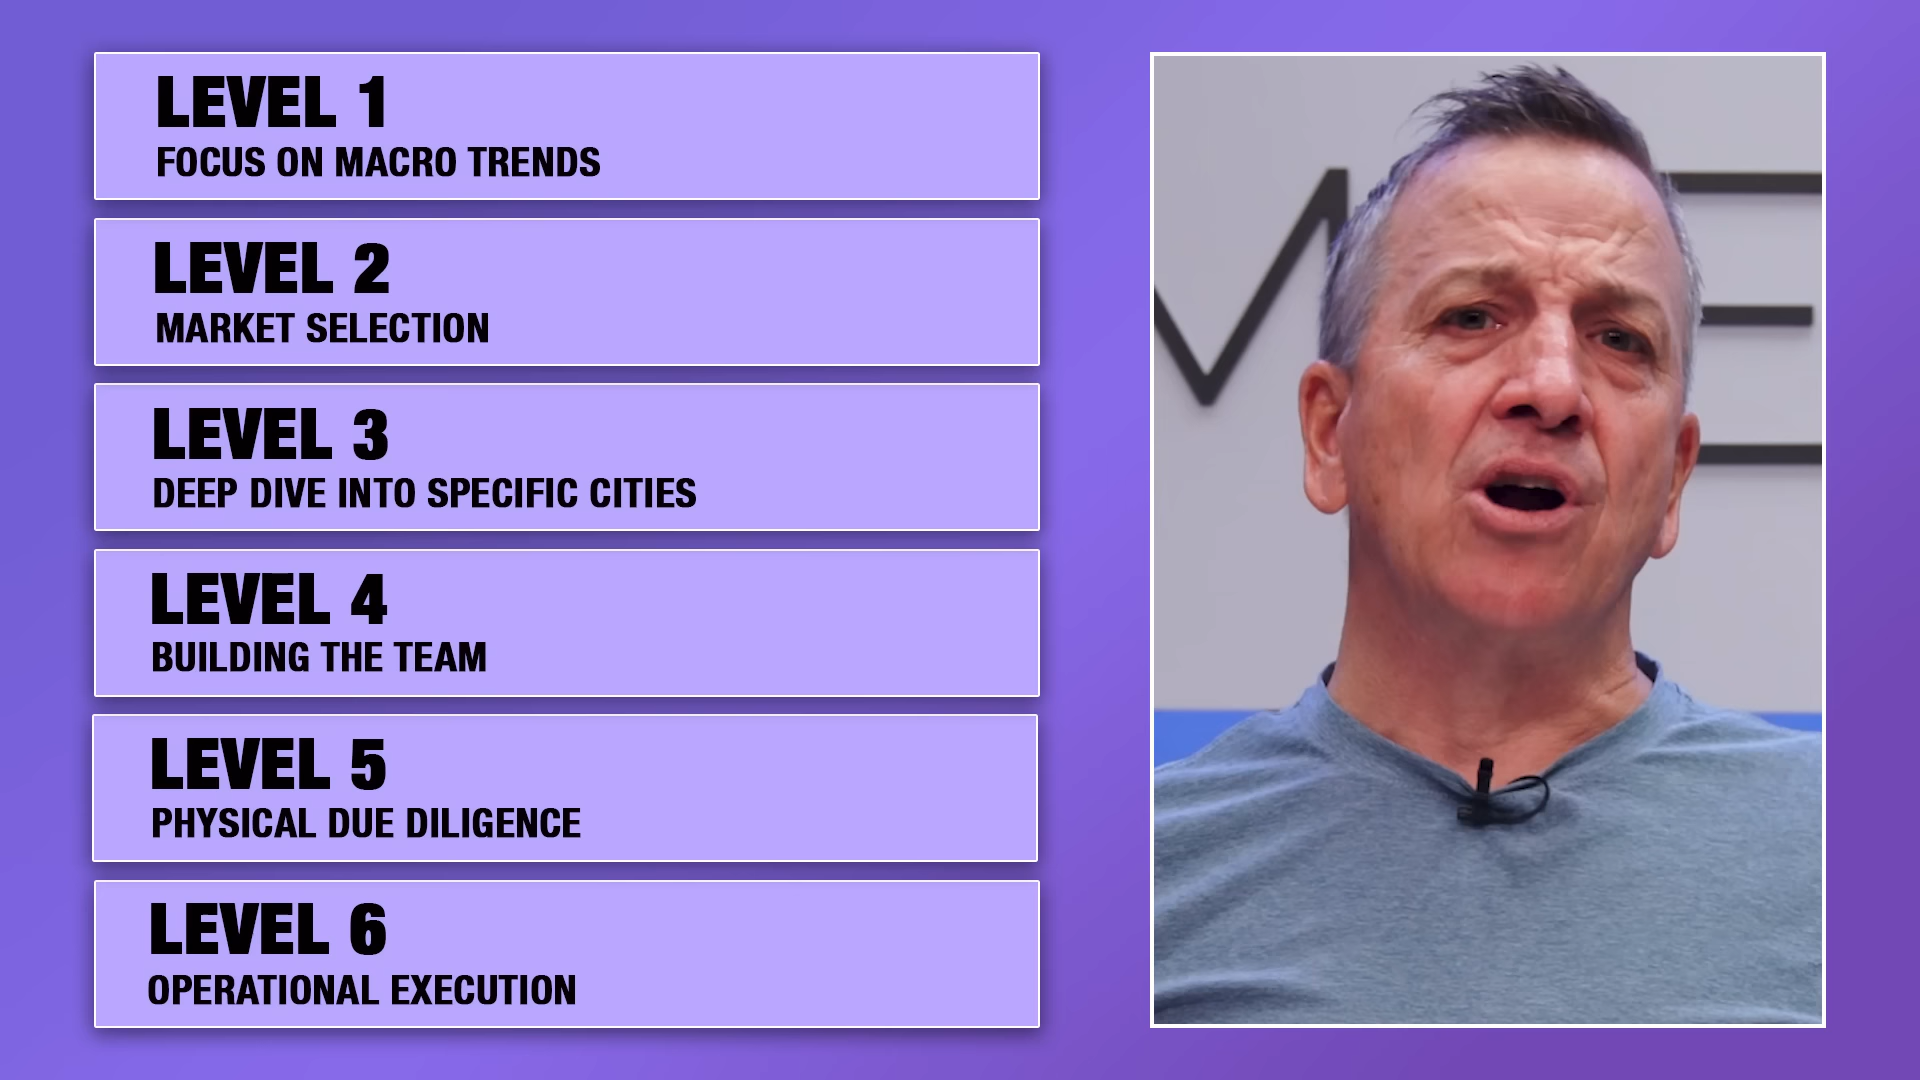 LEVEL 1
FOCUS ON MACRO TRENDS
LEVEL 2
MARKET SELECTION
LEVEL 3
DEEP DIVE INTO SPECIFIC CITIES
LEVEL 4
BUILDING THE TEAM
LEVEL 5
PHYSICAL DUE DILIGENCE
LEVEL 6
OPERATIONAL EXECUTION